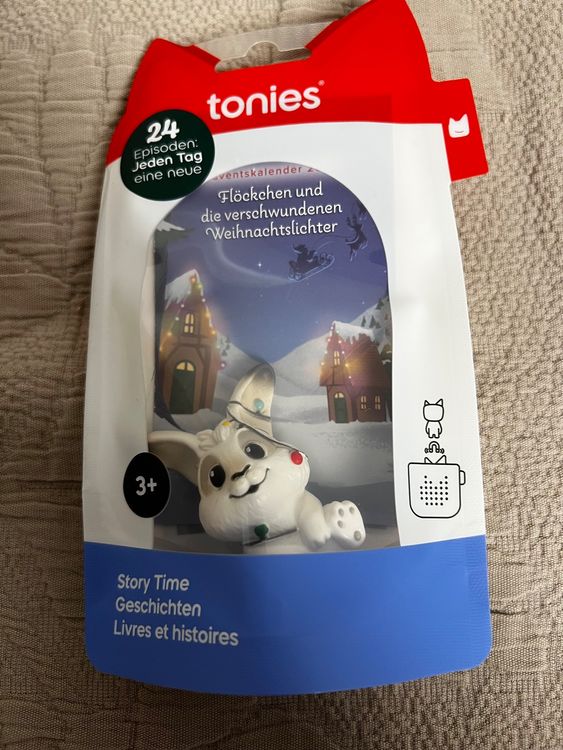 tonies®
24
Episoden:
Jeden Tag
eine neue
Adventskalender
Flöckchen und
die verschwundenen
Weihnachtslichter
3+
Story Time
Geschichten
Livres et histoires